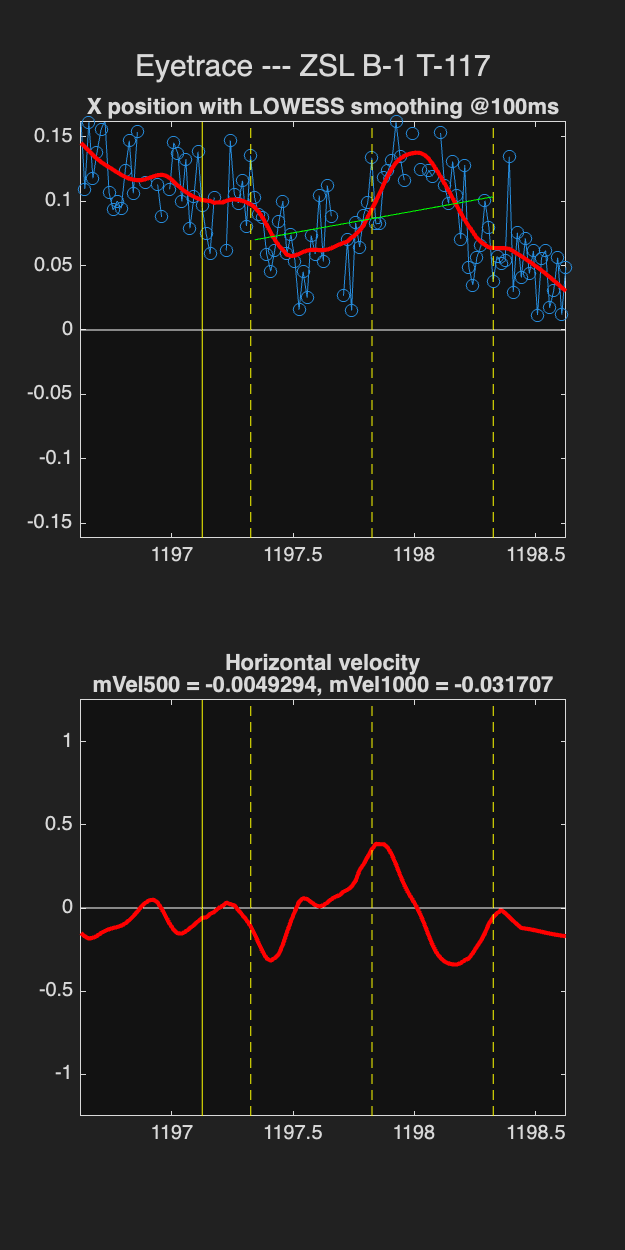 Eyetrace --- ZSL B-1 T-117
X position with LOWESS smoothing @100ms
0.15
0.1
0.05
0
-0.05
-0.1
-0.15
1197 1197.5 1198 1198.5
Horizontal velocity
mVel500 = -0.0049294, mVel1000 = -0.031707
1
0.5
0
-0.5
-1
1197 1197.5 1198 1198.5